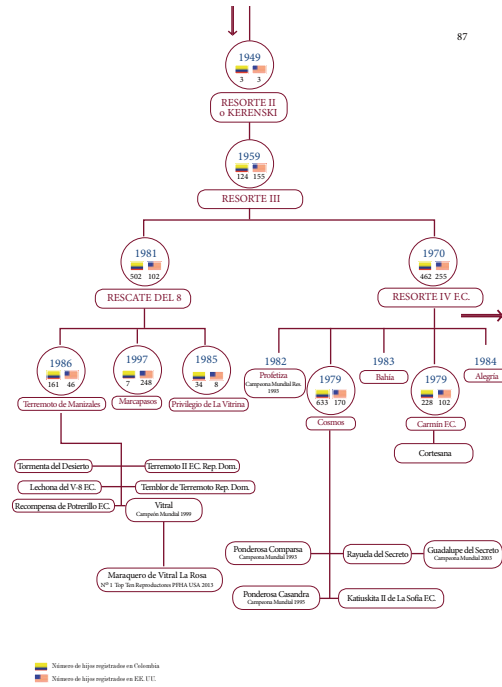 87
1949
3 3
RESORTE II
o KERENSKI
1959
124 155
RESORTE III
1981
502 102
RESCATE DEL 8
1970
462 255
RESORTE IV F.C.
1986
161 46
Terremoto de Manizales
1997
7 248
Marcapasos
1985
34 8
Privilegio de La Vitrina
1982
Profetiza
Campeona Mundial Res.
1995
1979
633 170
Cosmos
1983
Bahía
1979
228 102
Carmín F.C.
1984
Alegría
Cortesana
Tormenta del Desierto
Terremoto II F.C. Rep. Dom.
Lechona del V-8 F.C.
Temblor de Terremoto Rep. Dom.
Recompensa de Potrerillo F.C.
Vitral
Campeón Mundial 1999
Maraquero de Vitral La Rosa
Nº 1 Top Ten Reproductores PFHA USA 2013
Ponderosa Comparsa
Campeona Mundial 1993
Rayuela del Secreto
Guadalupe del Secreto
Campeona Mundial 2003
Ponderosa Casandra
Campeona Mundial 1995
Katiuskita II de La Sofía F.C.
Número de hijos registrados en Colombia
Número de hijos registrados en EE. UU.